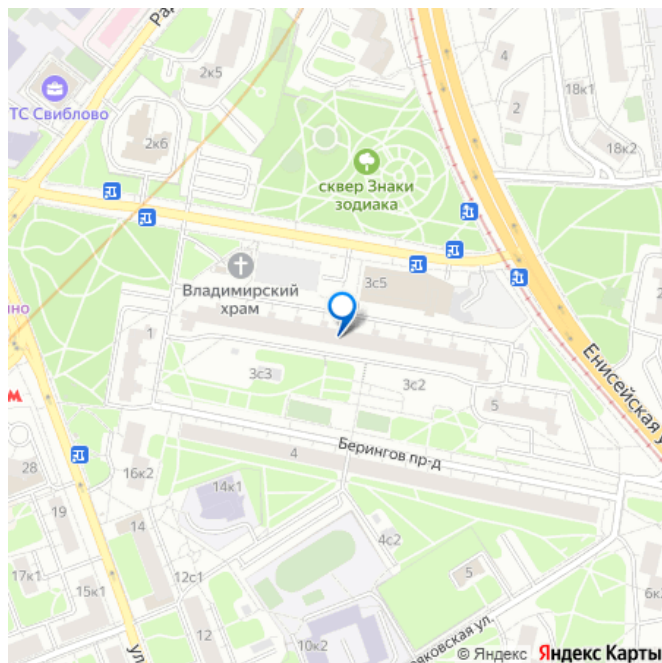 2к5
4
ТС Свиблово
18к1
2
2к6
18к2
сквер Знаки
зодиака
3с5
Владимирский
храм
1
3с3
3с2
5
Енисейская
Берингов пр-д
4
16к2
28
14к1
19
14
4с2
12с1
5
17к1
15к1
12
10к2
ул.
© Яндекс
Яндекс Карты